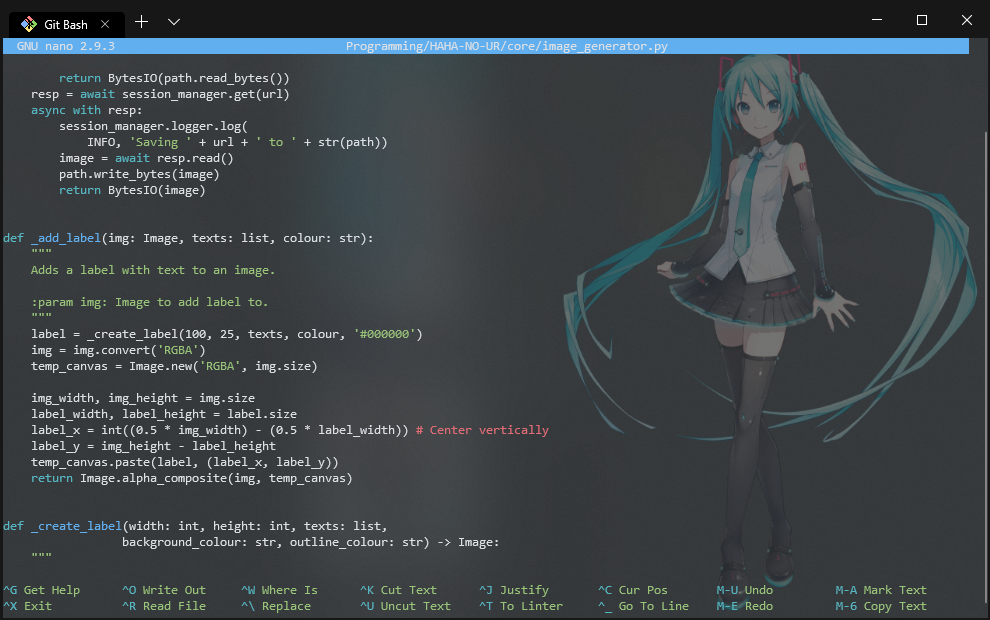 Git Bash
GNU nano 2.9.3 Programming/HAHA-NO-UR/core/image_generator.py
        return BytesIO(path.read_bytes())
    resp = await session_manager.get(url)
    async with resp:
        session_manager.logger.log(
            INFO, 'Saving ' + url + ' to ' + str(path))
        image = await resp.read()
        path.write_bytes(image)
        return BytesIO(image)
def _add_label(img: Image, texts: list, colour: str):
    """
    Adds a label with text to an image.
    :param img: Image to add label to.
    """
    label = _create_label(100, 25, texts, colour, '#000000')
    img = img.convert('RGBA')
    temp_canvas = Image.new('RGBA', img.size)
    img_width, img_height = img.size
    label_width, label_height = label.size
    label_x = int((0.5 * img_width) - (0.5 * label_width)) # Center vertically
    label_y = img_height - label_height
    temp_canvas.paste(label, (label_x, label_y))
    return Image.alpha_composite(img, temp_canvas)
def _create_label(width: int, height: int, texts: list,
                 background_colour: str, outline_colour: str) -> Image:
    """
^G Get Help ^O Write Out ^W Where Is ^K Cut Text ^J Justify ^C Cur Pos M-U Undo M-A Mark Text
^X Exit ^R Read File ^\ Replace ^U Uncut Text ^T To Linter ^_ Go To Line M-E Redo M-6 Copy Text